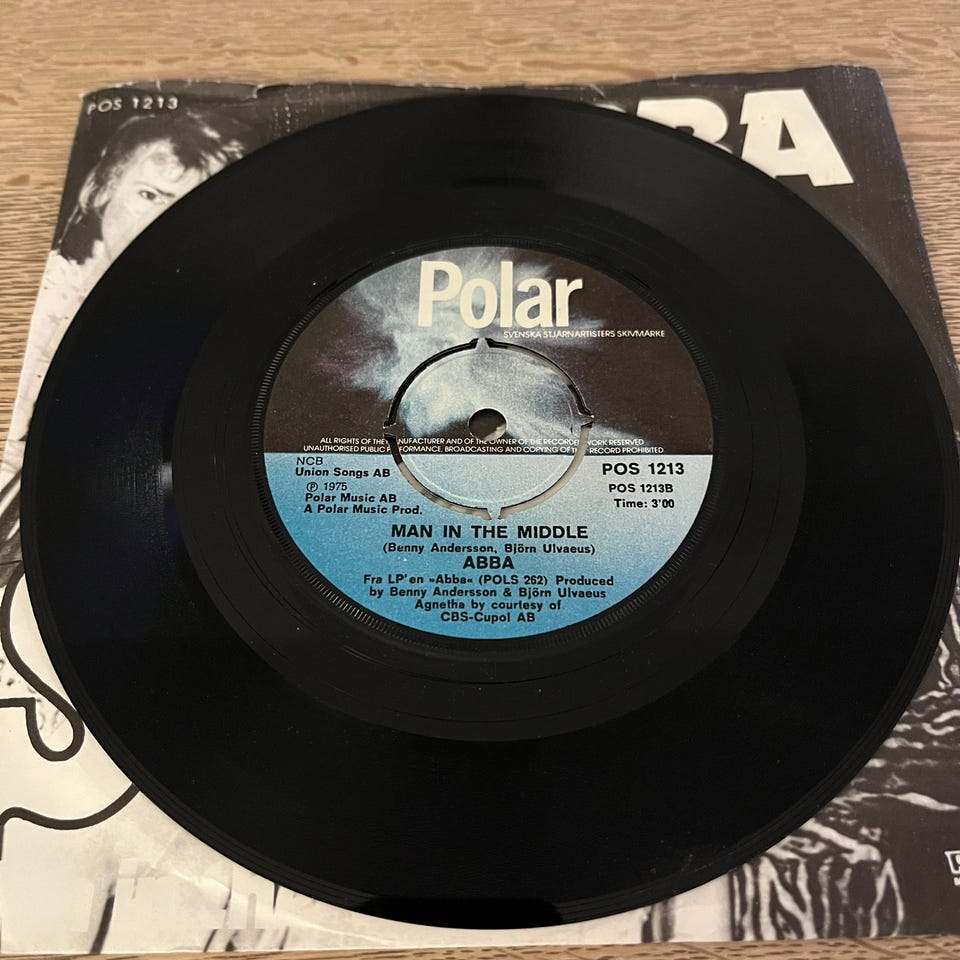 POS 1213
BBA
Polar
SVENSKA STJÄRNARTISTERS SKIVMÄRKE
ALL RIGHTS OF THE MANUFACTURER AND OF THE OWNER OF THE RECORDED WORK RESERVED
UNAUTHORISED PUBLIC PERFORMANCE, BROADCASTING AND COPYING OF THE RECORD PROHIBITED
NCB
Union Songs AB
Ⓟ 1975
Polar Music AB
A Polar Music Prod.
POS 1213
POS 1213B
Time: 3'00
MAN IN THE MIDDLE
(Benny Andersson, Björn Ulvaeus)
ABBA
Fra LP'en »Abba« (POLS 262) Produced
by Benny Andersson & Björn Ulvaeus
Agnetha by courtesy of
CBS-Cupol AB